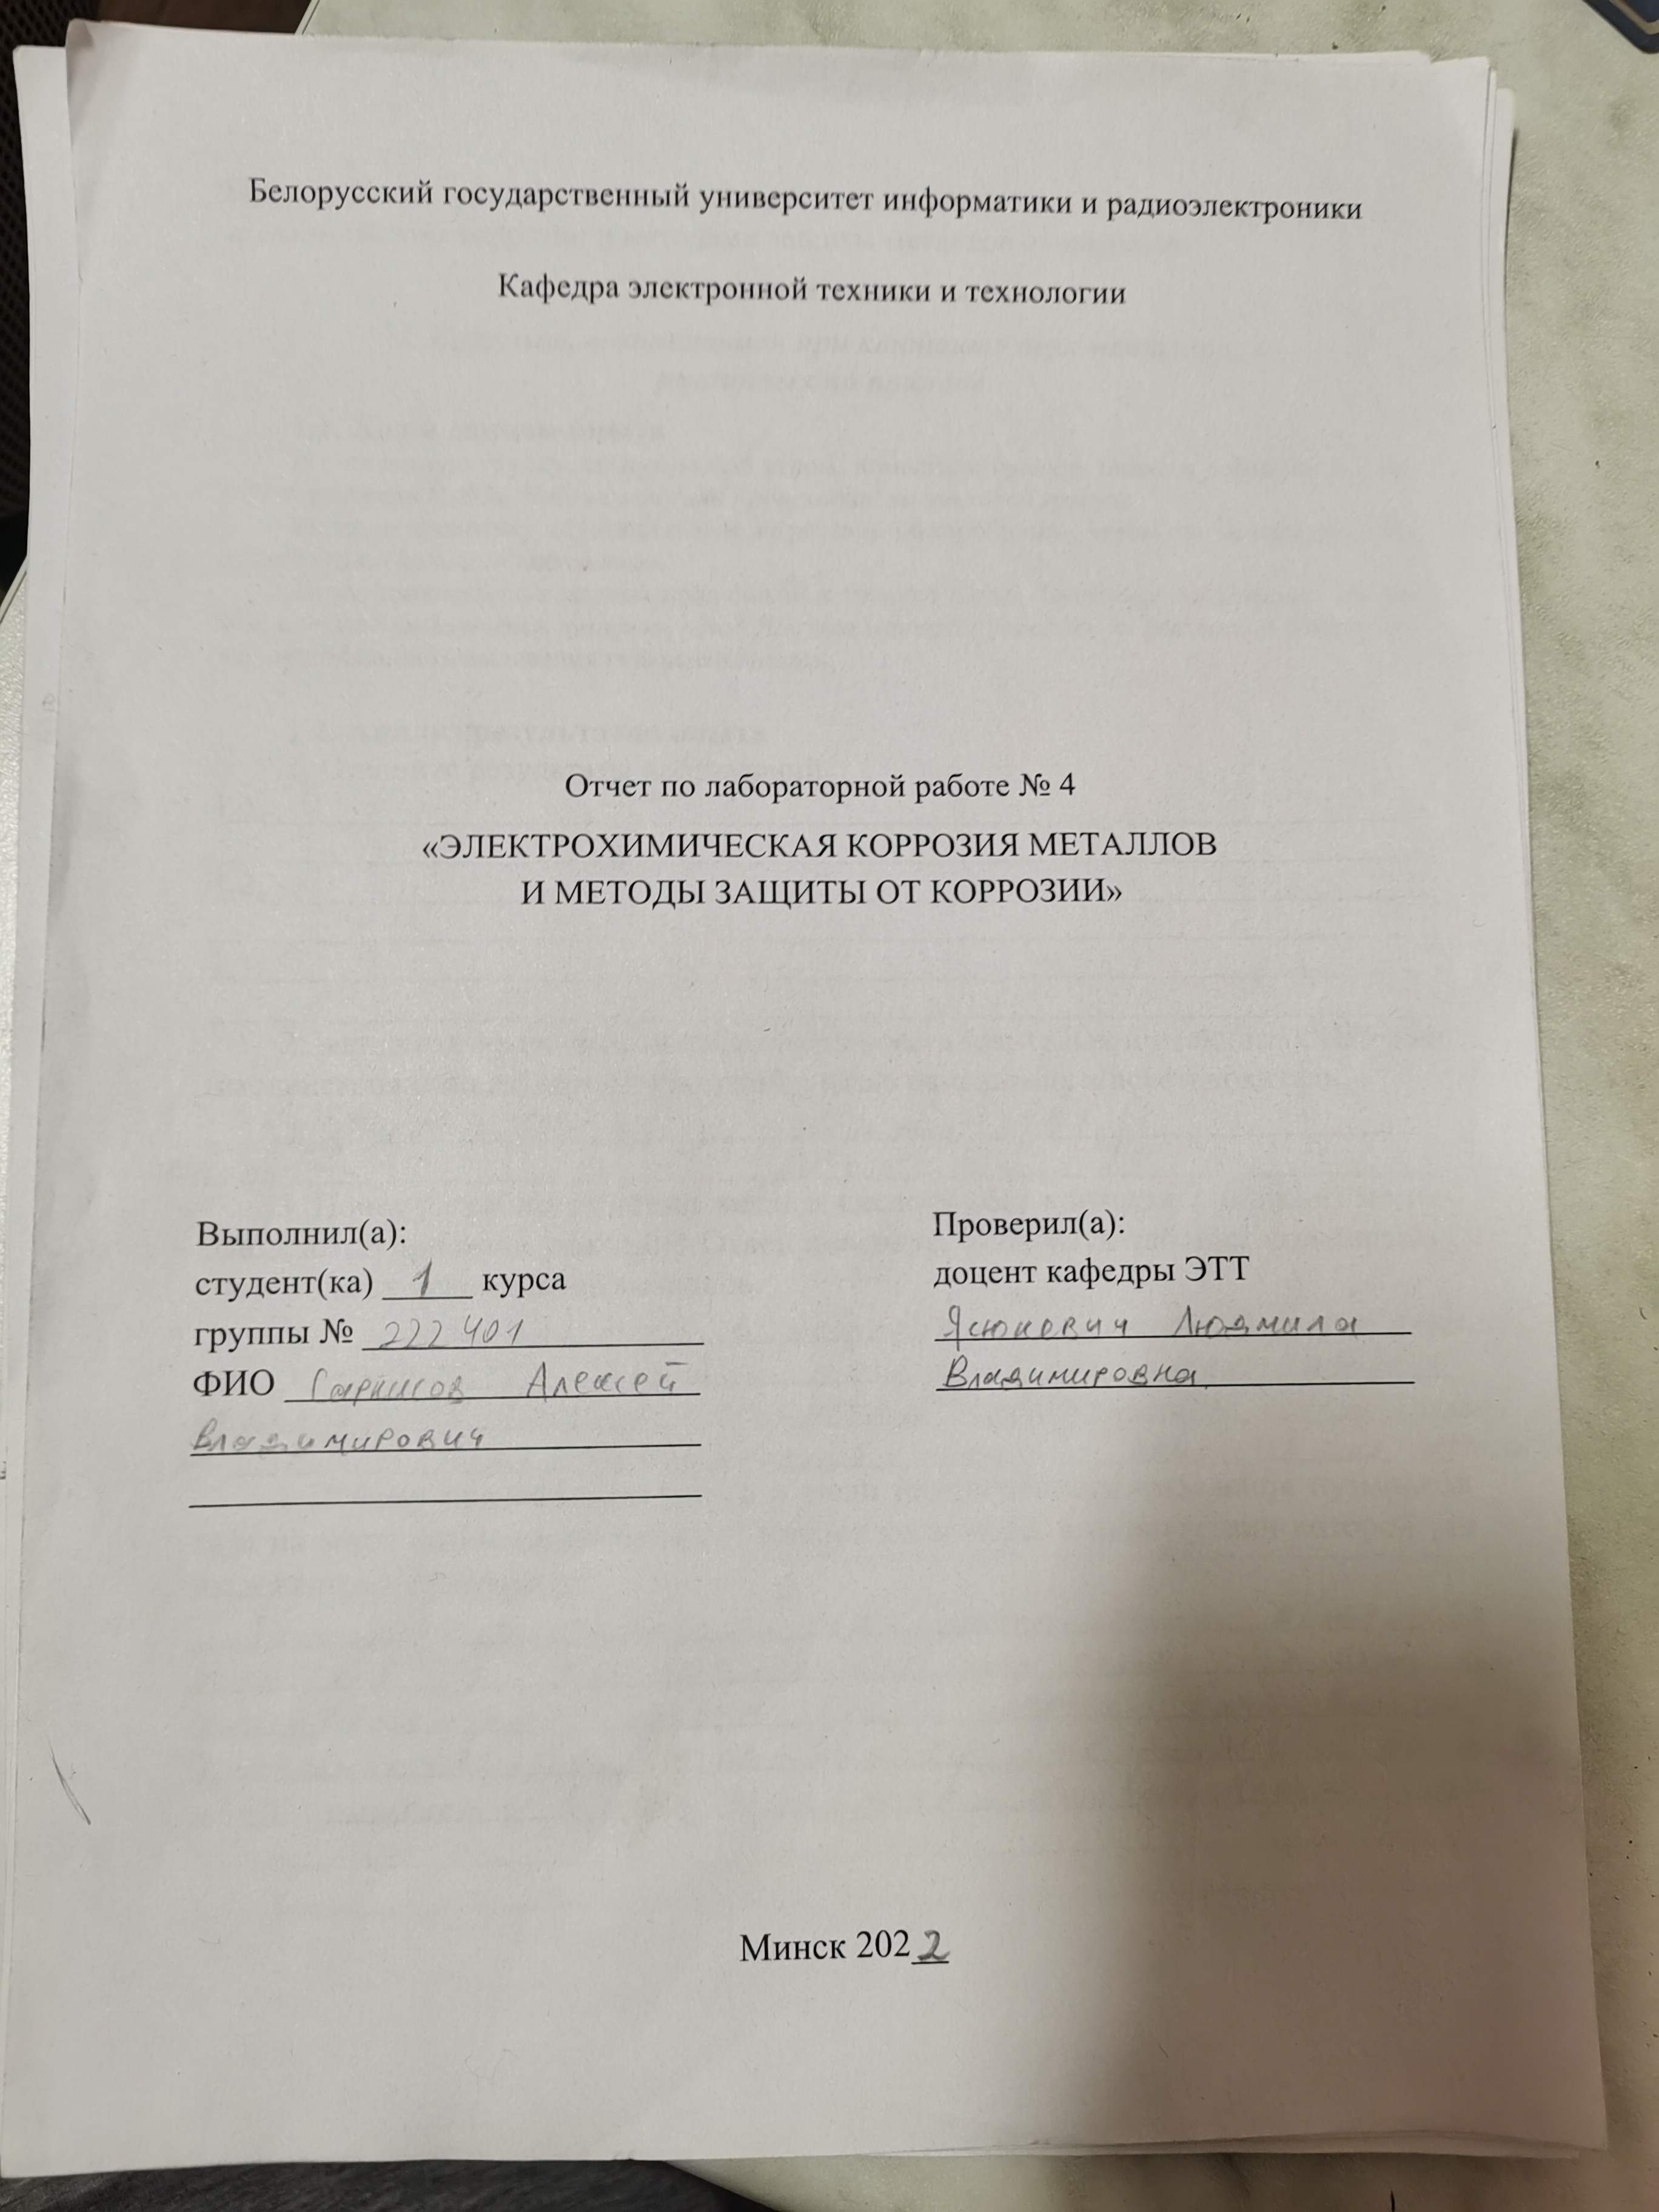 Белорусский государственный университет информатики и радиоэлектроники
Кафедра электронной техники и технологии
Отчет по лабораторной работе № 4
«ЭЛЕКТРОХИМИЧЕСКАЯ КОРРОЗИЯ МЕТАЛЛОВ
И МЕТОДЫ ЗАЩИТЫ ОТ КОРРОЗИИ»
Выполнил(а):
студент(ка) 1 курса
группы № 222401
ФИО Алексей
Владимирович
Проверил(а):
доцент кафедры ЭТТ
Ясюкевич Людмила
Владимировна
Минск 2022